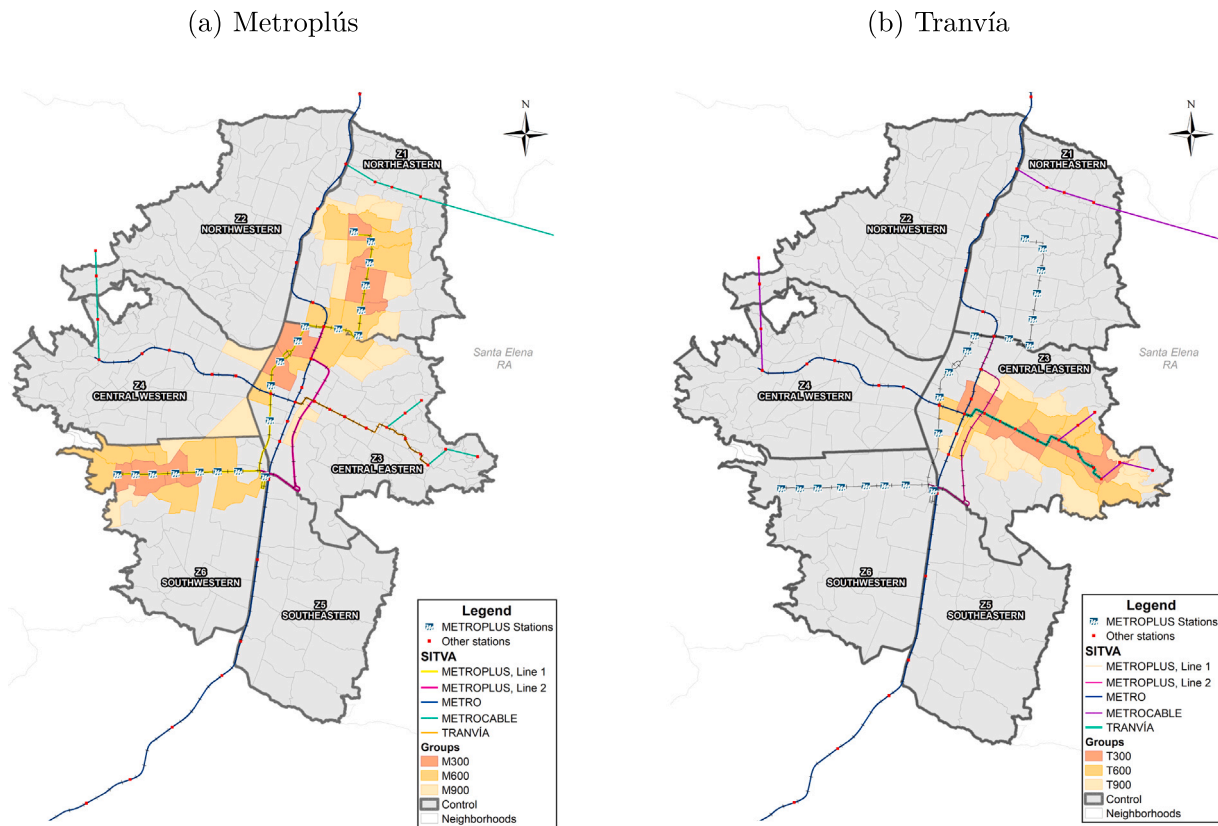 (a) Metroplús
N
Z1
NORTHEASTERN
Z2
NORTHWESTERN
Santa Elena
RA
Z4
CENTRAL WESTERN
Z3
CENTRAL EASTERN
Z6
SOUTHWESTERN
Z5
SOUTHEASTERN
Legend
METROPLUS Stations
Other stations
SITVA
METROPLUS, Line 1
METROPLUS, Line 2
METRO
METROCABLE
TRANVÍA
Groups
M300
M600
M900
Control
Neighborhoods
(b) Tranvía
N
Z1
NORTHEASTERN
Z2
NORTHWESTERN
Santa Elena
RA
Z3
CENTRAL EASTERN
Z4
CENTRAL WESTERN
Z6
SOUTHWESTERN
Z5
SOUTHEASTERN
Legend
METROPLUS Stations
Other stations
SITVA
METROPLUS, Line 1
METROPLUS, Line 2
METRO
METROCABLE
TRANVÍA
Groups
T300
T600
T900
Control
Neighborhoods